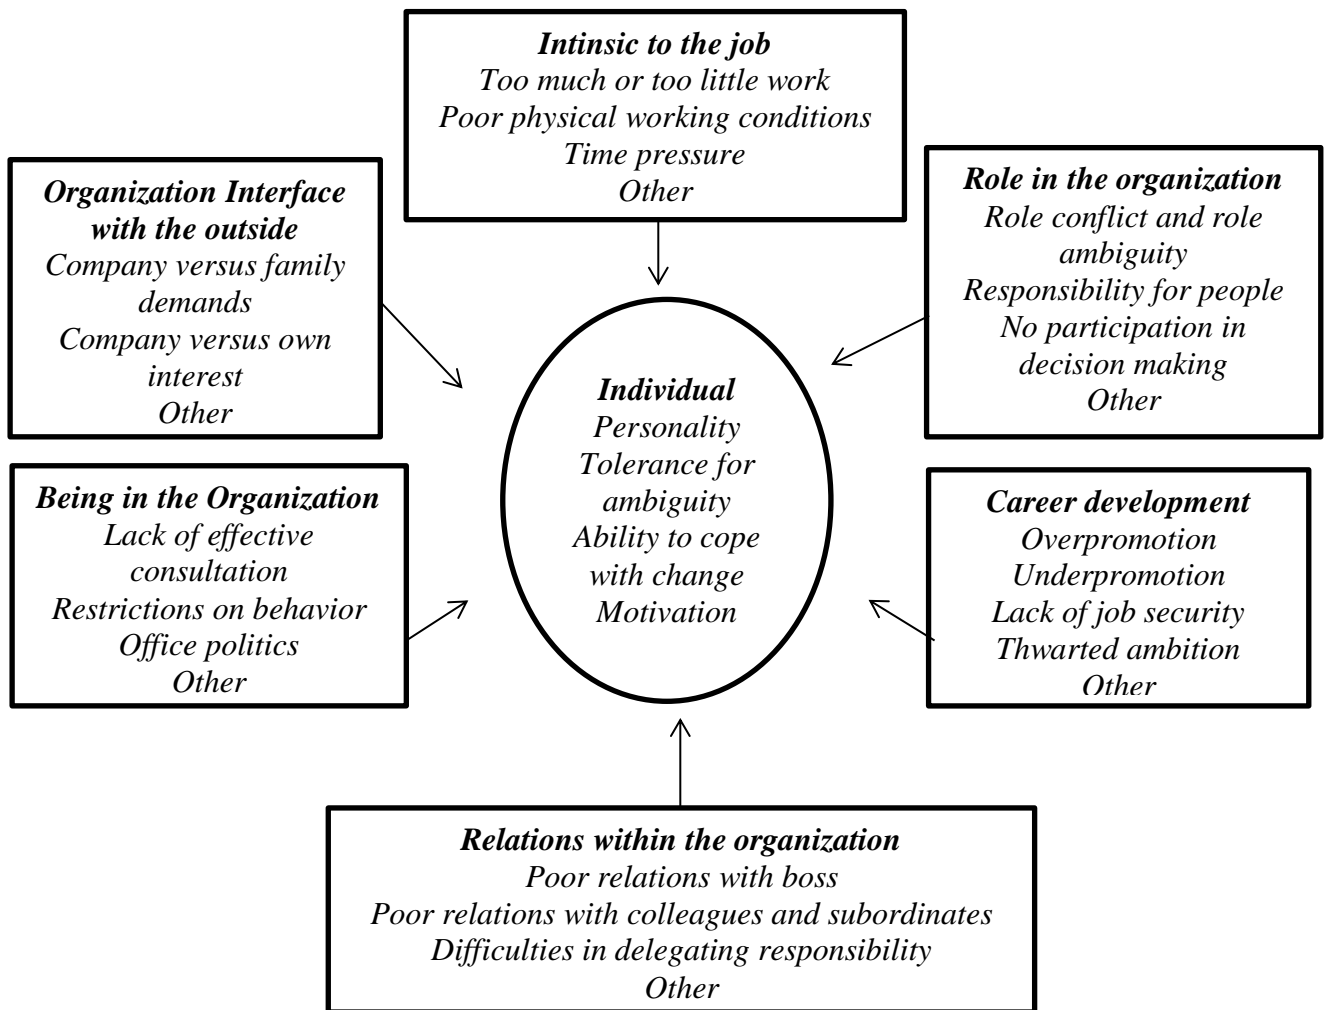 Intinsic to the job
Too much or too little work
Poor physical working conditions
Time pressure
Other
Organization Interface
with the outside
Company versus family
demands
Company versus own
interest
Other
Role in the organization
Role conflict and role
ambiguity
Responsibility for people
No participation in
decision making
Other
Individual
Personality
Tolerance for
ambiguity
Ability to cope
with change
Motivation
Being in the Organization
Lack of effective
consultation
Restrictions on behavior
Office politics
Other
Career development
Overpromotion
Underpromotion
Lack of job security
Thwarted ambition
Other
Relations within the organization
Poor relations with boss
Poor relations with colleagues and subordinates
Difficulties in delegating responsibility
Other